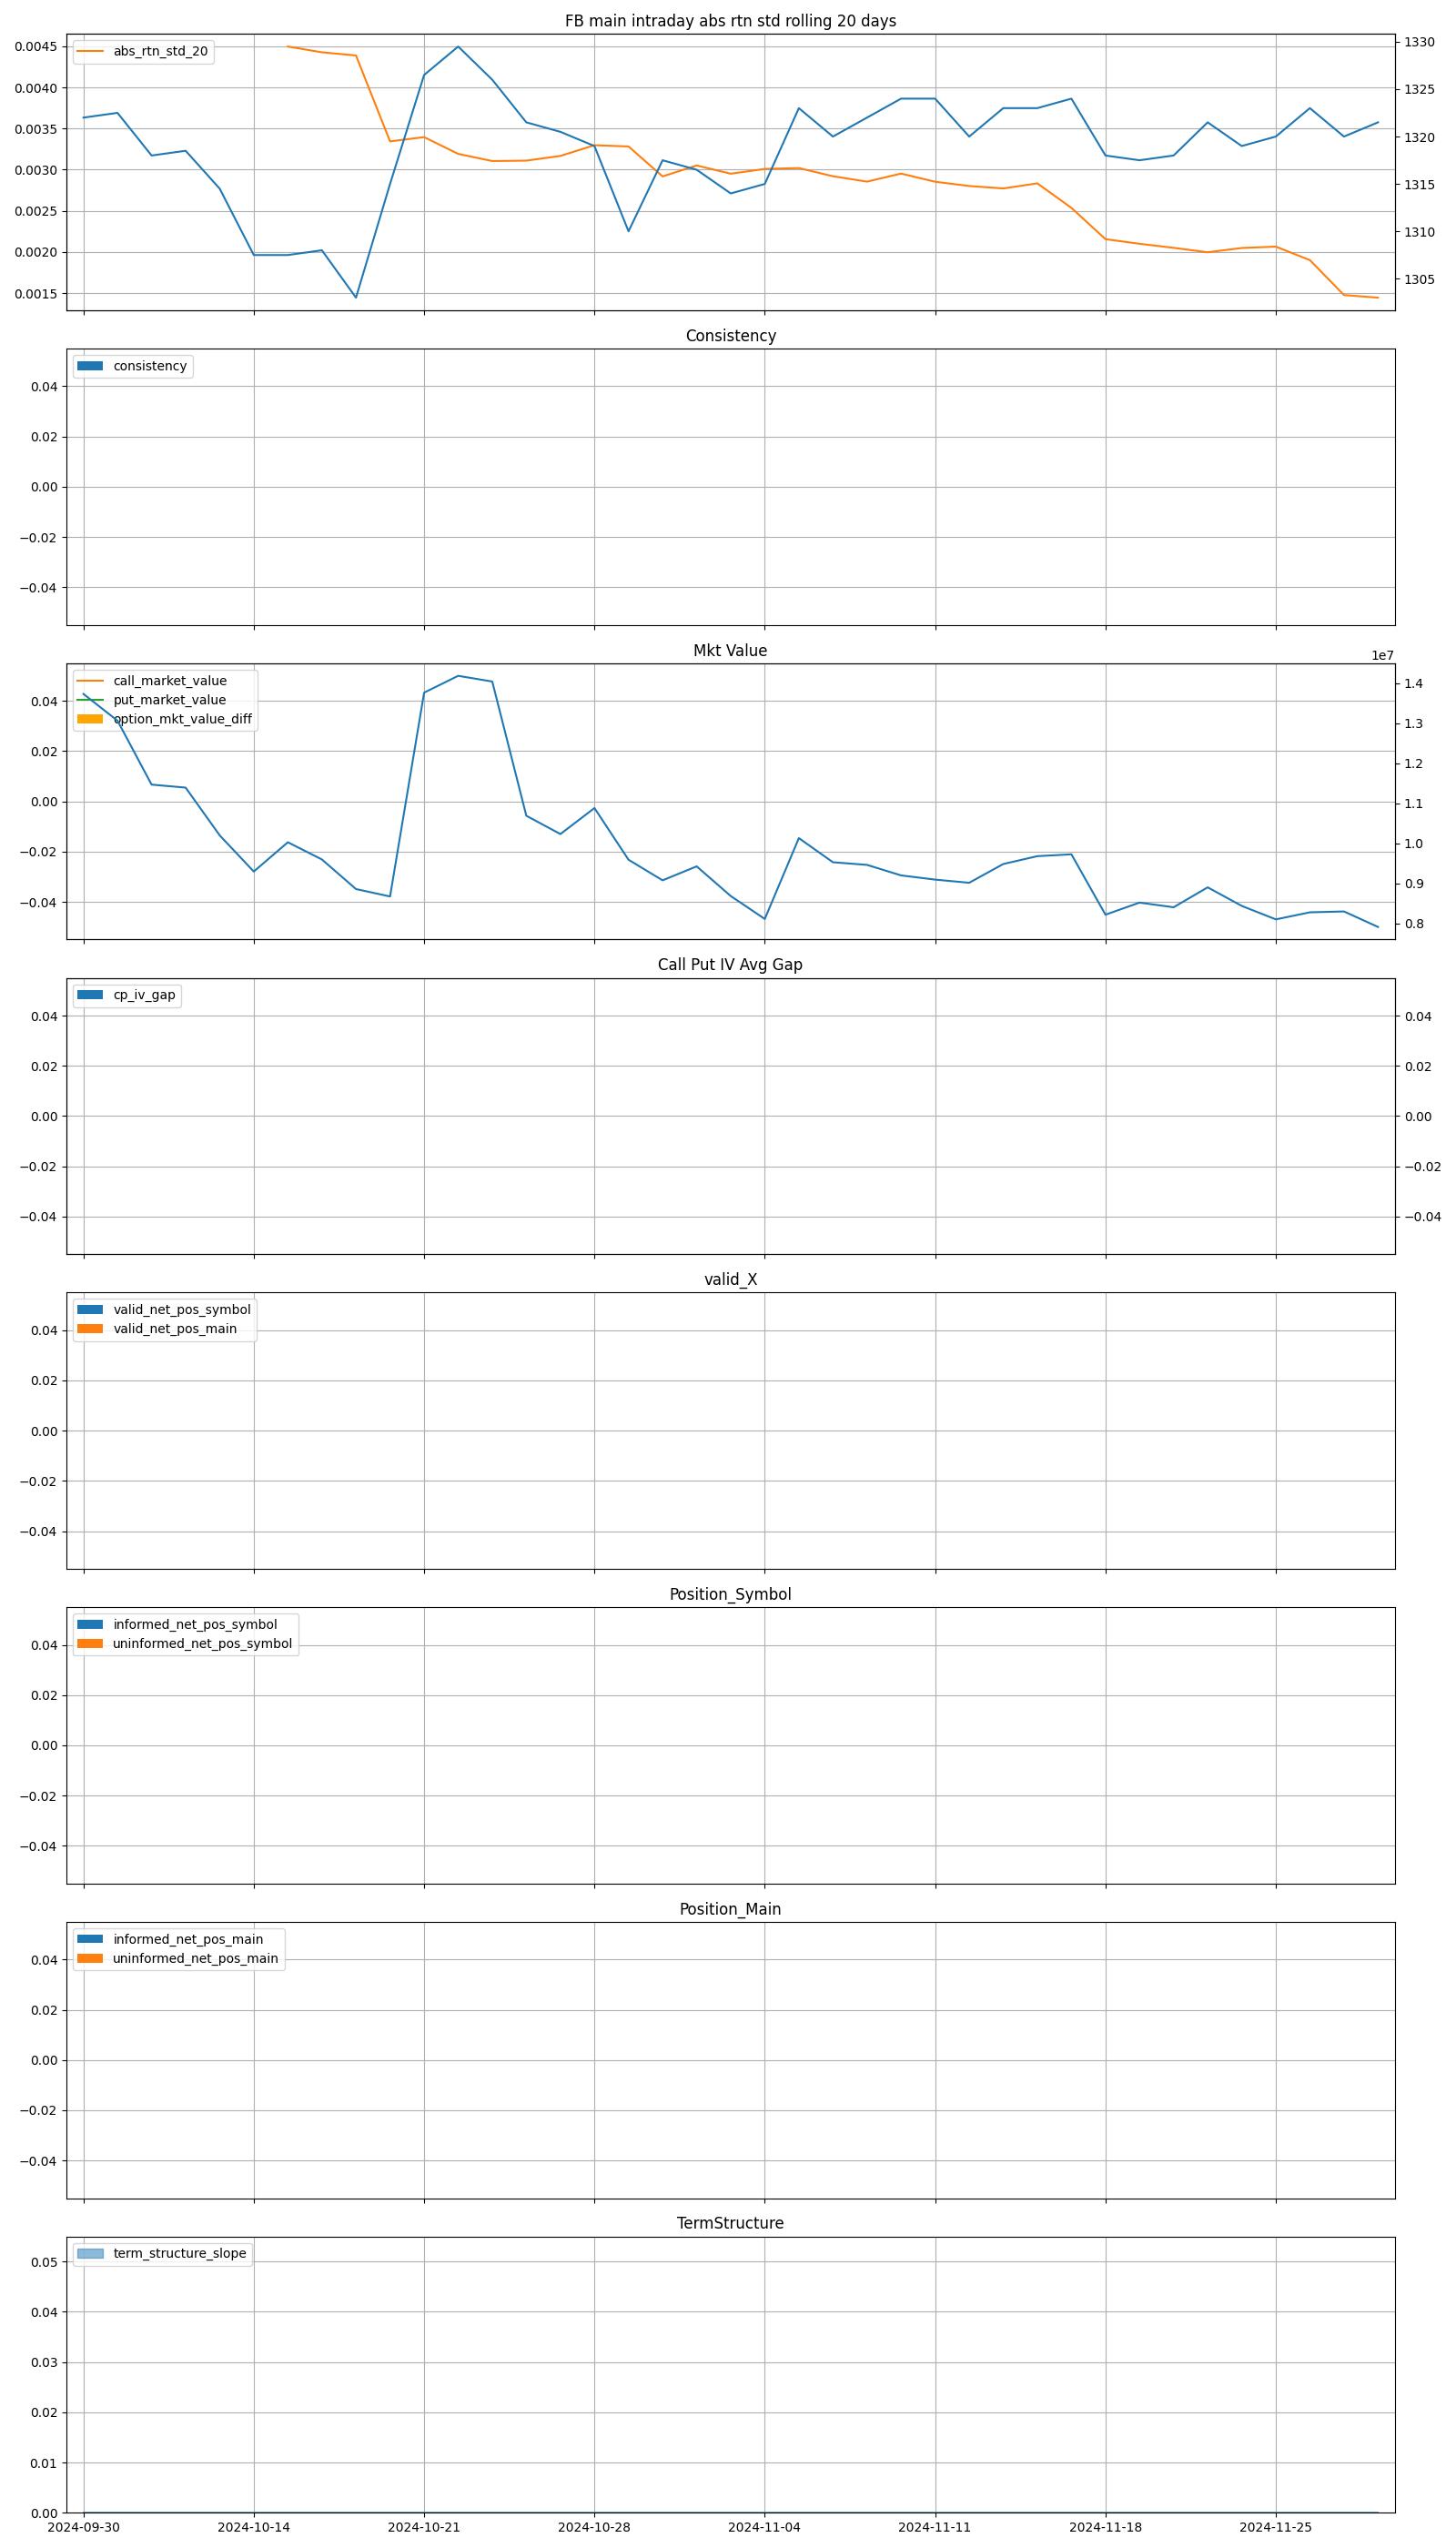 FB main intraday abs rtn std rolling 20 days
abs_rtn_std_20
0.0045
0.0040
0.0035
0.0030
0.0025
0.0020
0.0015
1330
1325
1320
1315
1310
1305
Consistency
consistency
0.04
0.02
0.00
−0.02
−0.04
Mkt Value
1e7
call_market_value
put_market_value
option_mkt_value_diff
0.04
0.02
0.00
−0.02
−0.04
1.4
1.3
1.2
1.1
1.0
0.9
0.8
Call Put IV Avg Gap
cp_iv_gap
0.04
0.02
0.00
−0.02
−0.04
0.04
0.02
0.00
−0.02
−0.04
valid_X
valid_net_pos_symbol
valid_net_pos_main
0.04
0.02
0.00
−0.02
−0.04
Position_Symbol
informed_net_pos_symbol
uninformed_net_pos_symbol
0.04
0.02
0.00
−0.02
−0.04
Position_Main
informed_net_pos_main
uninformed_net_pos_main
0.04
0.02
0.00
−0.02
−0.04
TermStructure
term_structure_slope
0.05
0.04
0.03
0.02
0.01
0.00
2024-09-30 2024-10-14 2024-10-21 2024-10-28 2024-11-04 2024-11-11 2024-11-18 2024-11-25